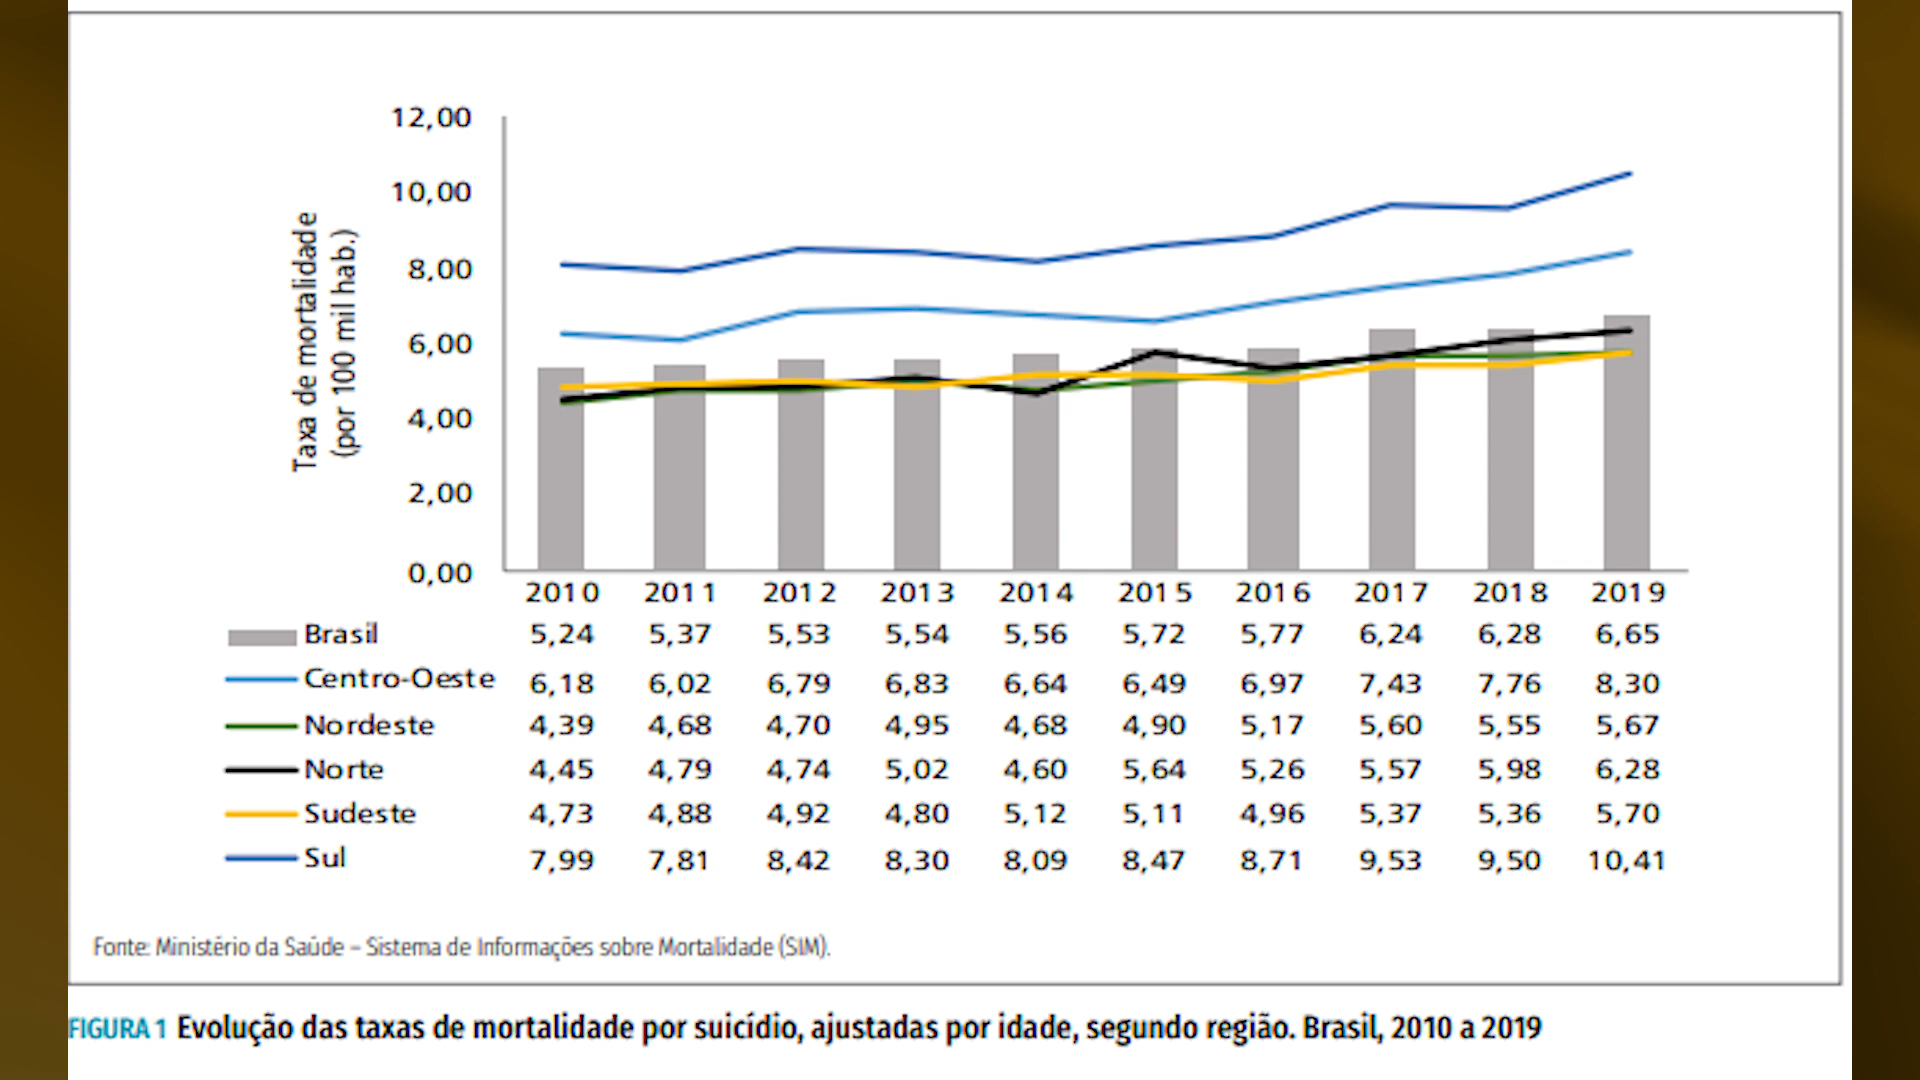 12,00
10,00
8,00
6,00
4,00
2,00
0,00
Taxa de mortalidade
(por 100 mil hab.)
2010 2011 2012 2013 2014 2015 2016 2017 2018 2019
Brasil 5,24 5,37 5,53 5,54 5,56 5,72 5,77 6,24 6,28 6,65
Centro-Oeste 6,18 6,02 6,79 6,83 6,64 6,49 6,97 7,43 7,76 8,30
Nordeste 4,39 4,68 4,70 4,95 4,68 4,90 5,17 5,60 5,55 5,67
Norte 4,45 4,79 4,74 5,02 4,60 5,64 5,26 5,57 5,98 6,28
Sudeste 4,73 4,88 4,92 4,80 5,12 5,11 4,96 5,37 5,36 5,70
Sul 7,99 7,81 8,42 8,30 8,09 8,47 8,71 9,53 9,50 10,41
Fonte: Ministério da Saúde – Sistema de Informações sobre Mortalidade (SIM).
FIGURA 1 Evolução das taxas de mortalidade por suicídio, ajustadas por idade, segundo região. Brasil, 2010 a 2019